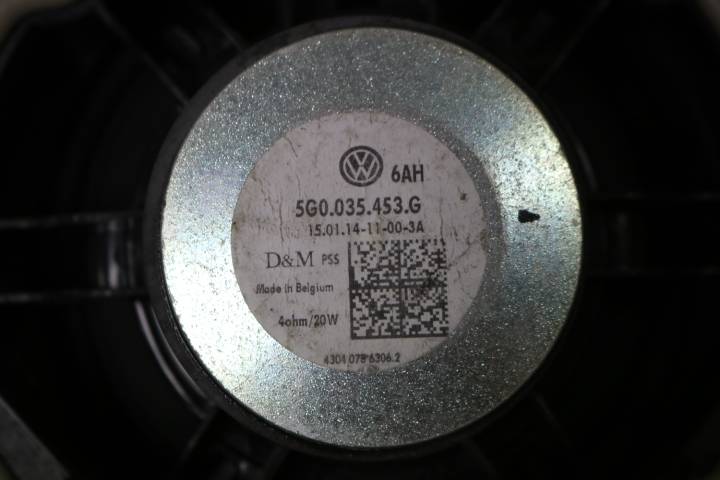 6AH
5G0.035.453.G
15.01.14-11-00-3A
D&M PSS
Made in Belgium
4ohm/20W
4304 078 6306.2